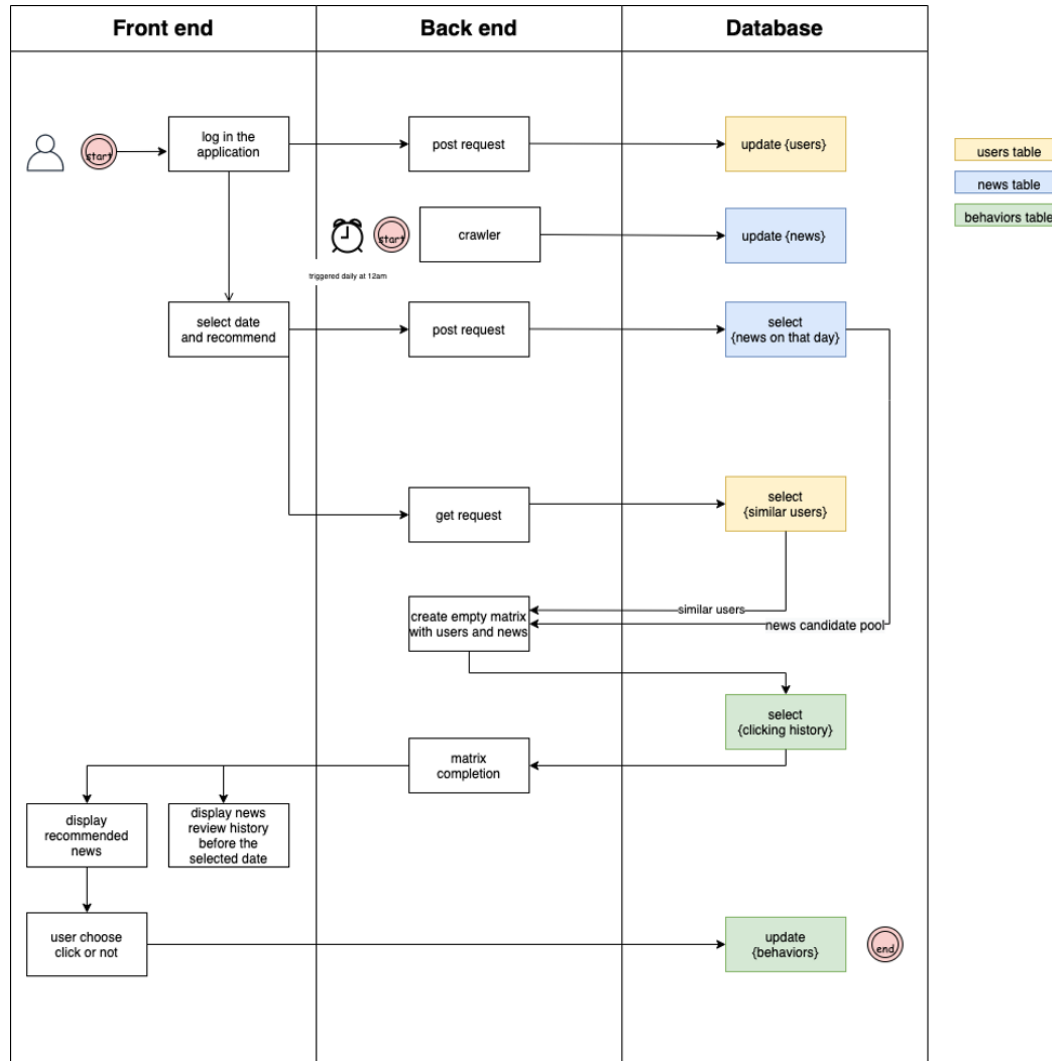 Front end
Back end
Database
start
log in the
application
post request
update {users}
users table
news table
behaviors table
start
crawler
update {news}
triggered daily at 12am
select date
and recommend
post request
select
{news on that day}
get request
select
{similar users}
create empty matrix
with users and news
similar users
news candidate pool
select
{clicking history}
matrix
completion
display
recommended
news
display news
review history
before the
selected date
user choose
click or not
update
{behaviors}
end